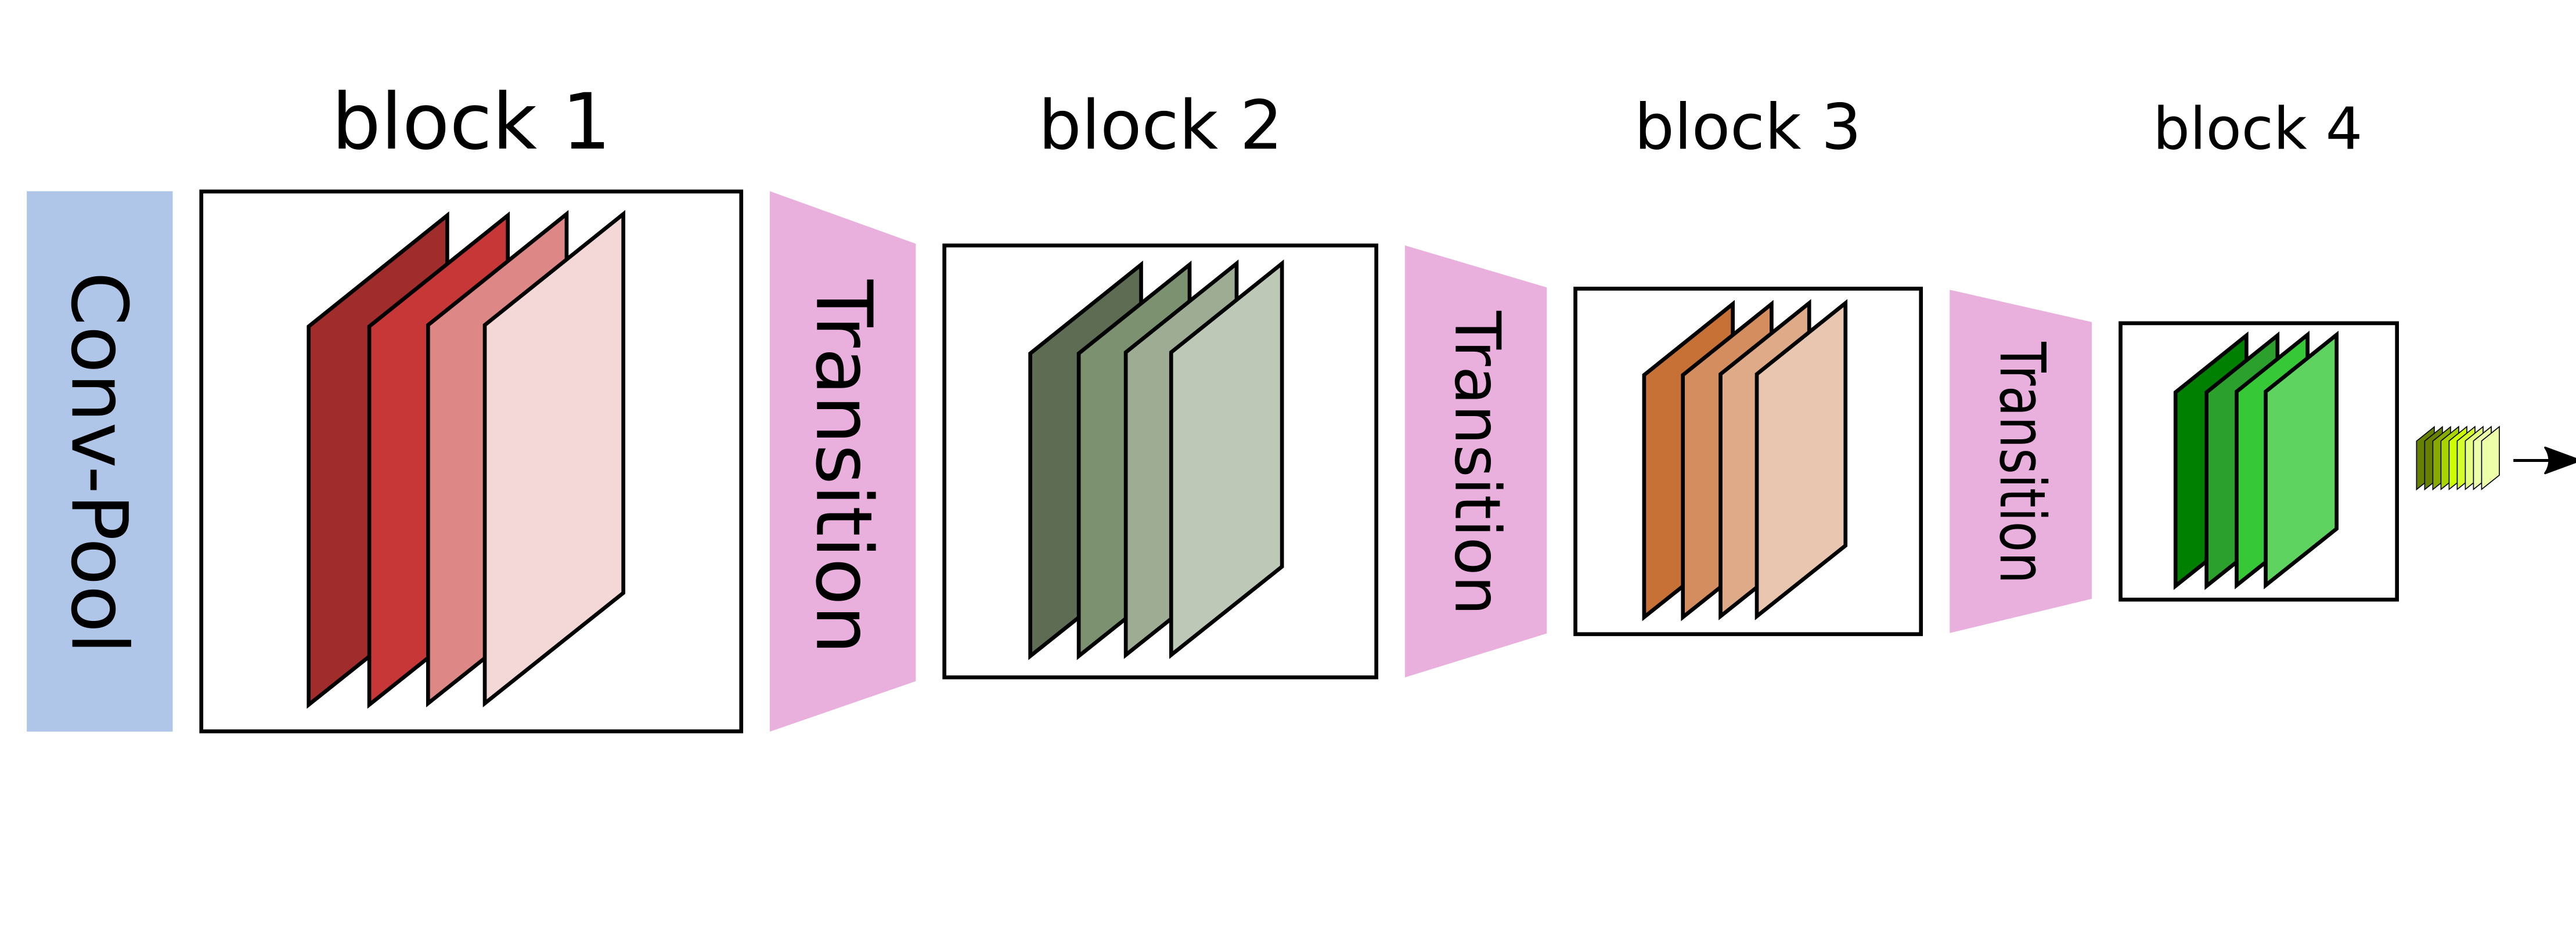 block 1
block 2
block 3
block 4
Conv-Pool
Transition
Transition
Transition